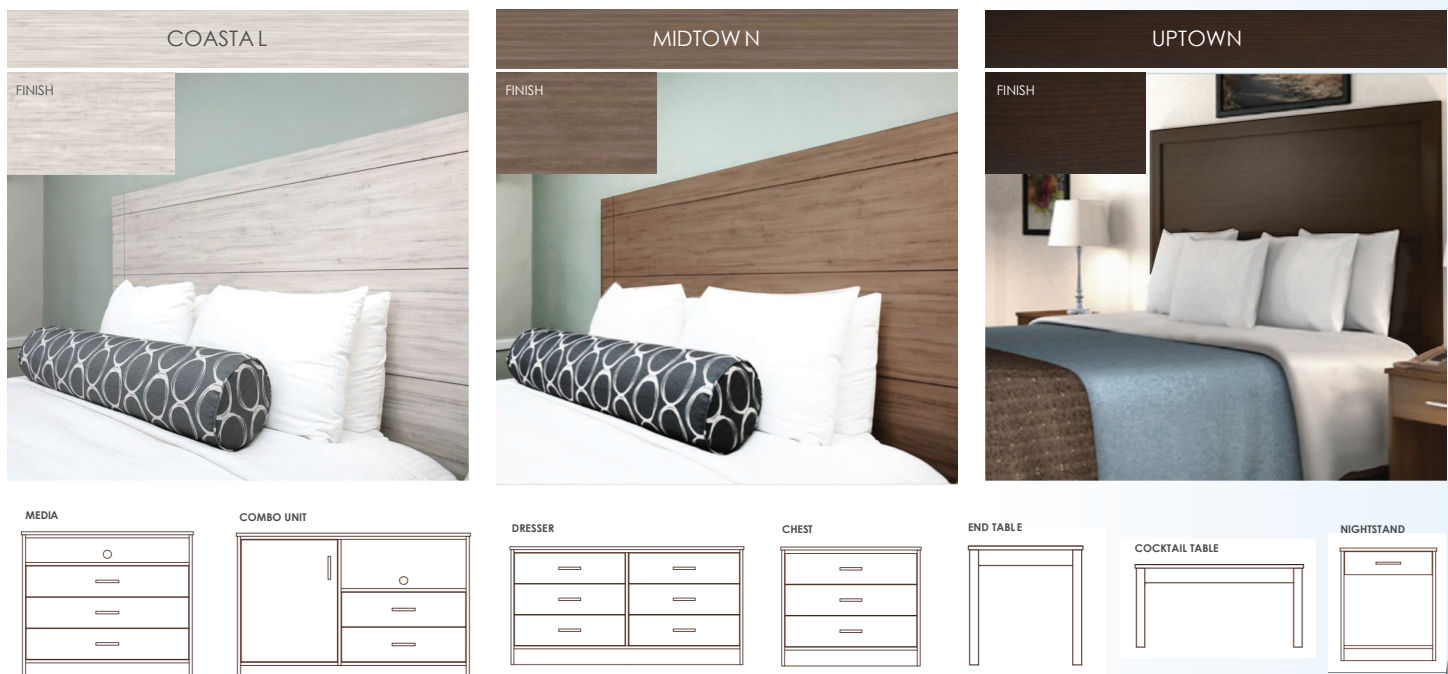 COASTAL
MIDTOWN
UPTOWN
FINISH
FINISH
FINISH
MEDIA
COMBO UNIT
DRESSER
CHEST
END TABLE
COCKTAIL TABLE
NIGHTSTAND